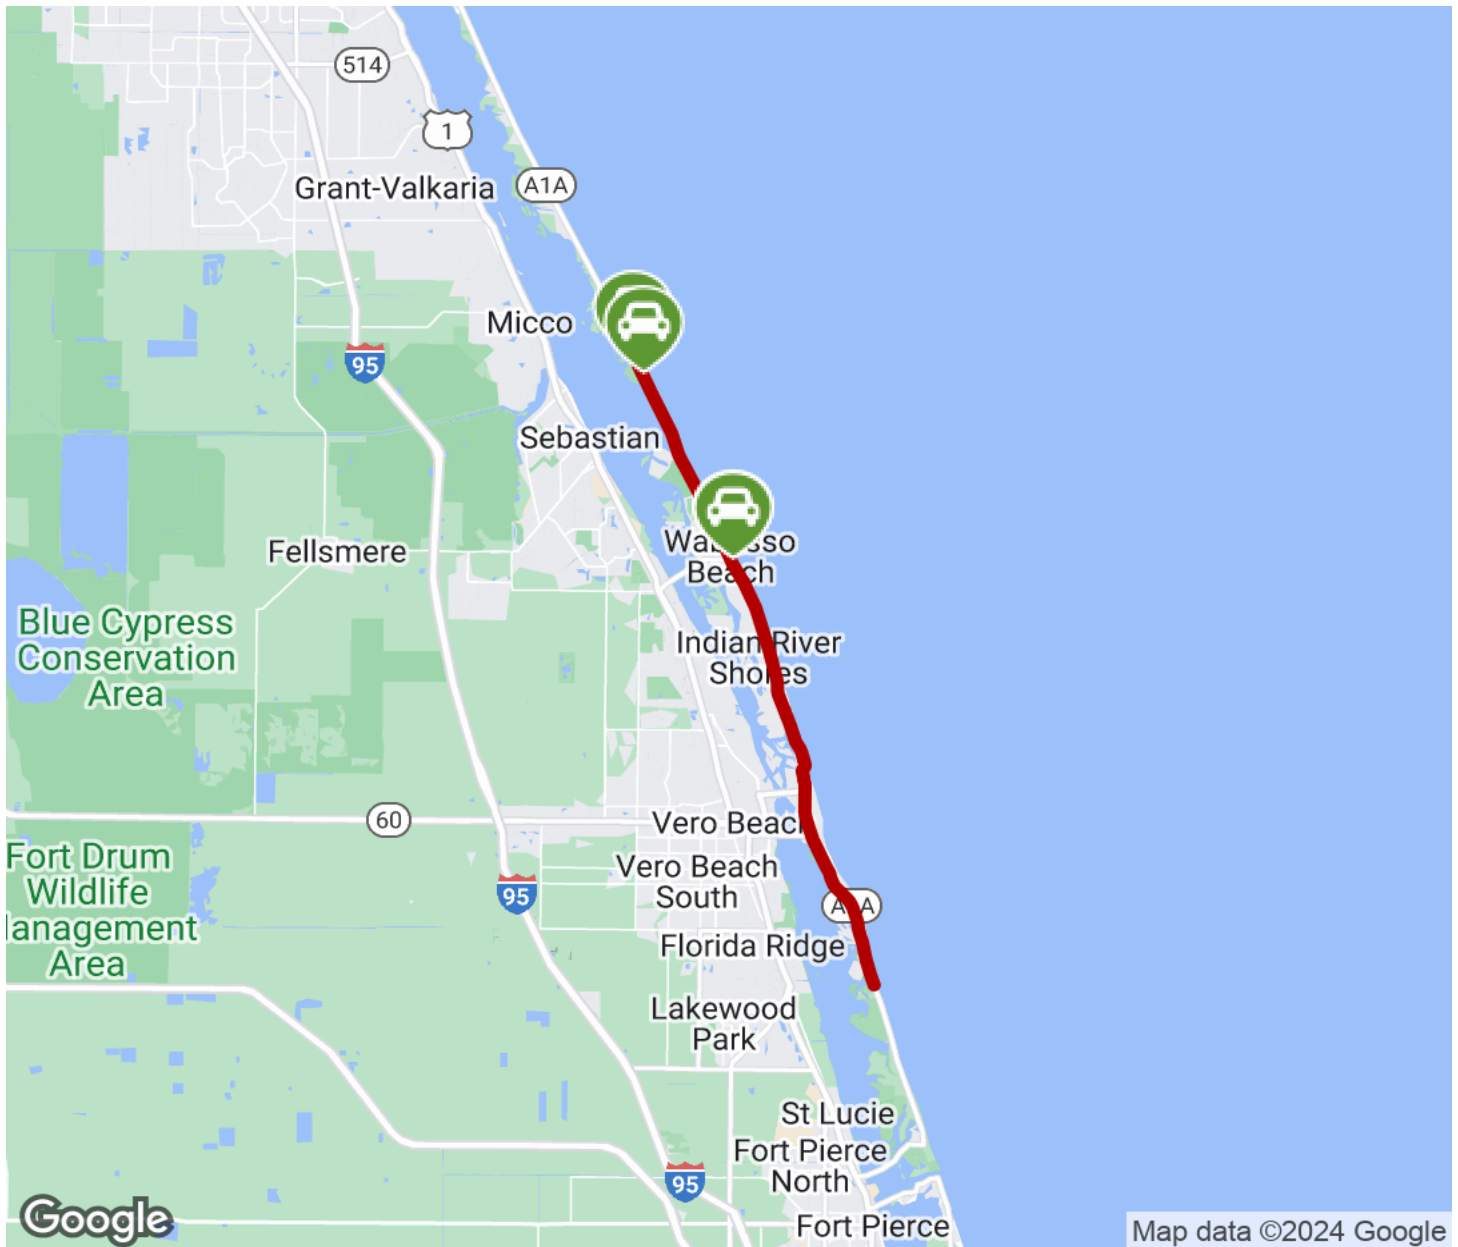 514
1
Grant-Valkaria
A1A
Micco
95
Sebastian
Fellsmere
Beach
Blue Cypress
Conservation
Area
Indian River
Shores
60
Vero Beach
Vero Beach
South
95
Fort Drum
Wildlife
Area
Florida Ridge
Lakewood
Park
St Lucie
Fort Pierce
North
95
Fort Pierce
Google
Map data ©2024 Google